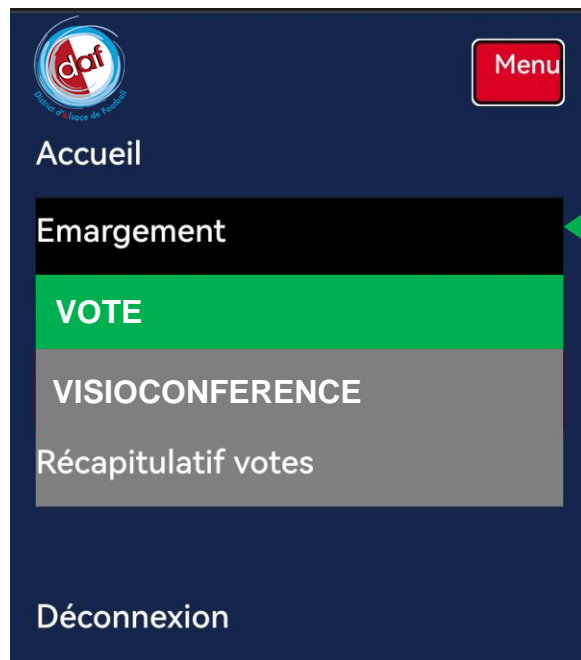 daf
District d'alsace de Football
Menu
Accueil
Emargement
VOTE
VISIOCONFERENCE
Récapitulatif votes
Déconnexion